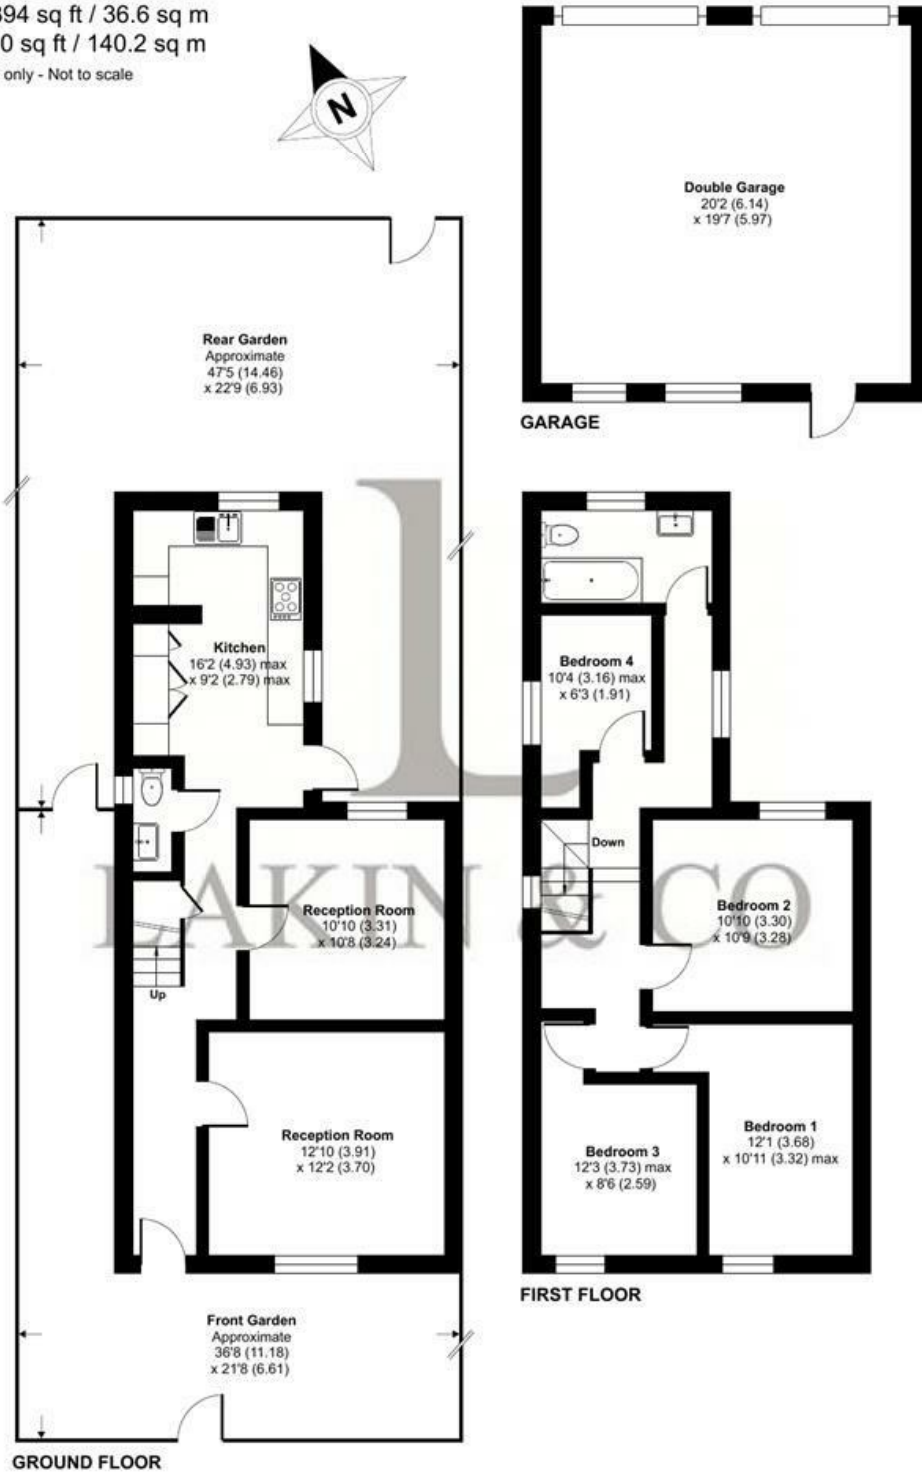 394 sq ft / 36.6 sq m
0 sq ft / 140.2 sq m
only - Not to scale
N
Double Garage
20'2 (6.14)
x 19'7 (5.97)
GARAGE
Rear Garden
Approximate
47'5 (14.46)
x 22'9 (6.93)
Kitchen
16'2 (4.93) max
x 9'2 (2.79) max
Bedroom 4
10'4 (3.16) max
x 6'3 (1.91)
Down
LAKIN & CO
Reception Room
10'10 (3.31)
x 10'8 (3.24)
Bedroom 2
10'10 (3.30)
x 10'9 (3.28)
Up
Reception Room
12'10 (3.91)
x 12'2 (3.70)
Bedroom 3
12'3 (3.73) max
x 8'6 (2.59)
Bedroom 1
12'1 (3.68)
x 10'11 (3.32) max
FIRST FLOOR
Front Garden
Approximate
36'8 (11.18)
x 21'8 (6.61)
GROUND FLOOR